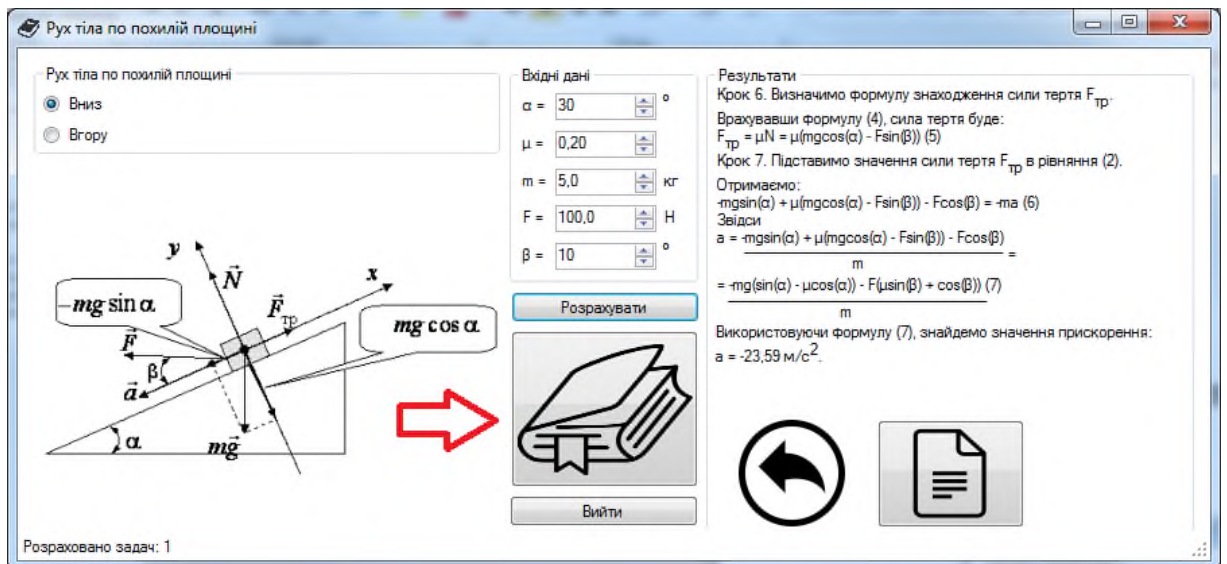 Рух тіла по похилій площині
Рух тіла по похилій площині
Вниз
Вгору
y
N⃗
x
F⃗тр
-mg sin α
mg cos α
F⃗
β
a⃗
α
mg⃗
Вхідні дані
α = 30 °
μ = 0,20
m = 5,0 кг
F = 100,0 Н
β = 10 °
Розрахувати
Вийти
Результати
Крок 6. Визначимо формулу знаходження сили тертя Fтр.
Врахувавши формулу (4), сила тертя буде:
Fтр = μN = μ(mgcos(α) - Fsin(β)) (5)
Крок 7. Підставимо значення сили тертя Fтр в рівняння (2).
Отримаємо:
-mgsin(α) + μ(mgcos(α) - Fsin(β)) - Fcos(β) = -ma (6)
Звідси
a = -mgsin(α) + μ(mgcos(α) - Fsin(β)) - Fcos(β)
=
m
= -mg(sin(α) - μcos(α)) - F(μsin(β) + cos(β)) (7)
m
Використовуючи формулу (7), знайдемо значення прискорення:
a = -23,59 м/с2.
Розраховано задач: 1